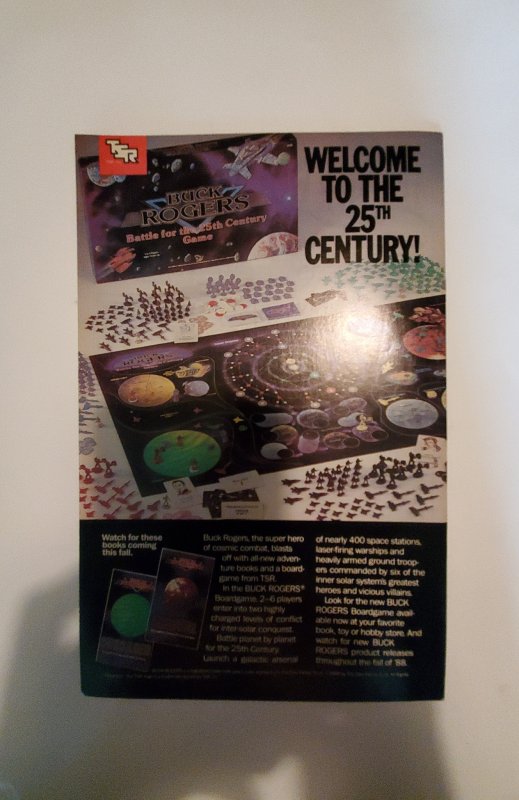 TSR
WELCOME
TO THE
25TH
CENTURY!
BUCK
ROGERS
Battle for the 25th Century
Game
ROGERS
Watch for these
books coming
this fall.
Buck Rogers, the super hero
of cosmic combat, blasts
off with all-new adven-
ture books and a board-
game from TSR.
In the BUCK ROGERS®
Boardgame, 2-6 players
enter into two highly
charged levels of conflict
for inter-solar conquest.
Battle planet by planet
for the 25th Century.
Launch a galactic arsenal
of nearly 400 space stations,
laser-firing warships and
heavily armed ground troop-
ers commanded by six of the
inner solar system's greatest
heroes and vicious villains.
Look for the new BUCK
ROGERS Boardgame avail-
able now at your favorite
book, toy or hobby store. And
watch for new BUCK
ROGERS product releases
throughout the fall of '88.